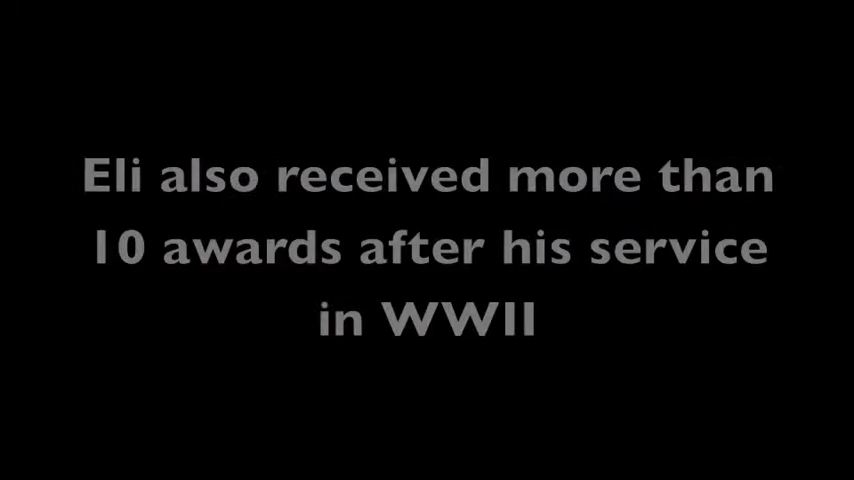 Eli also received more than
10 awards after his service
in WWII